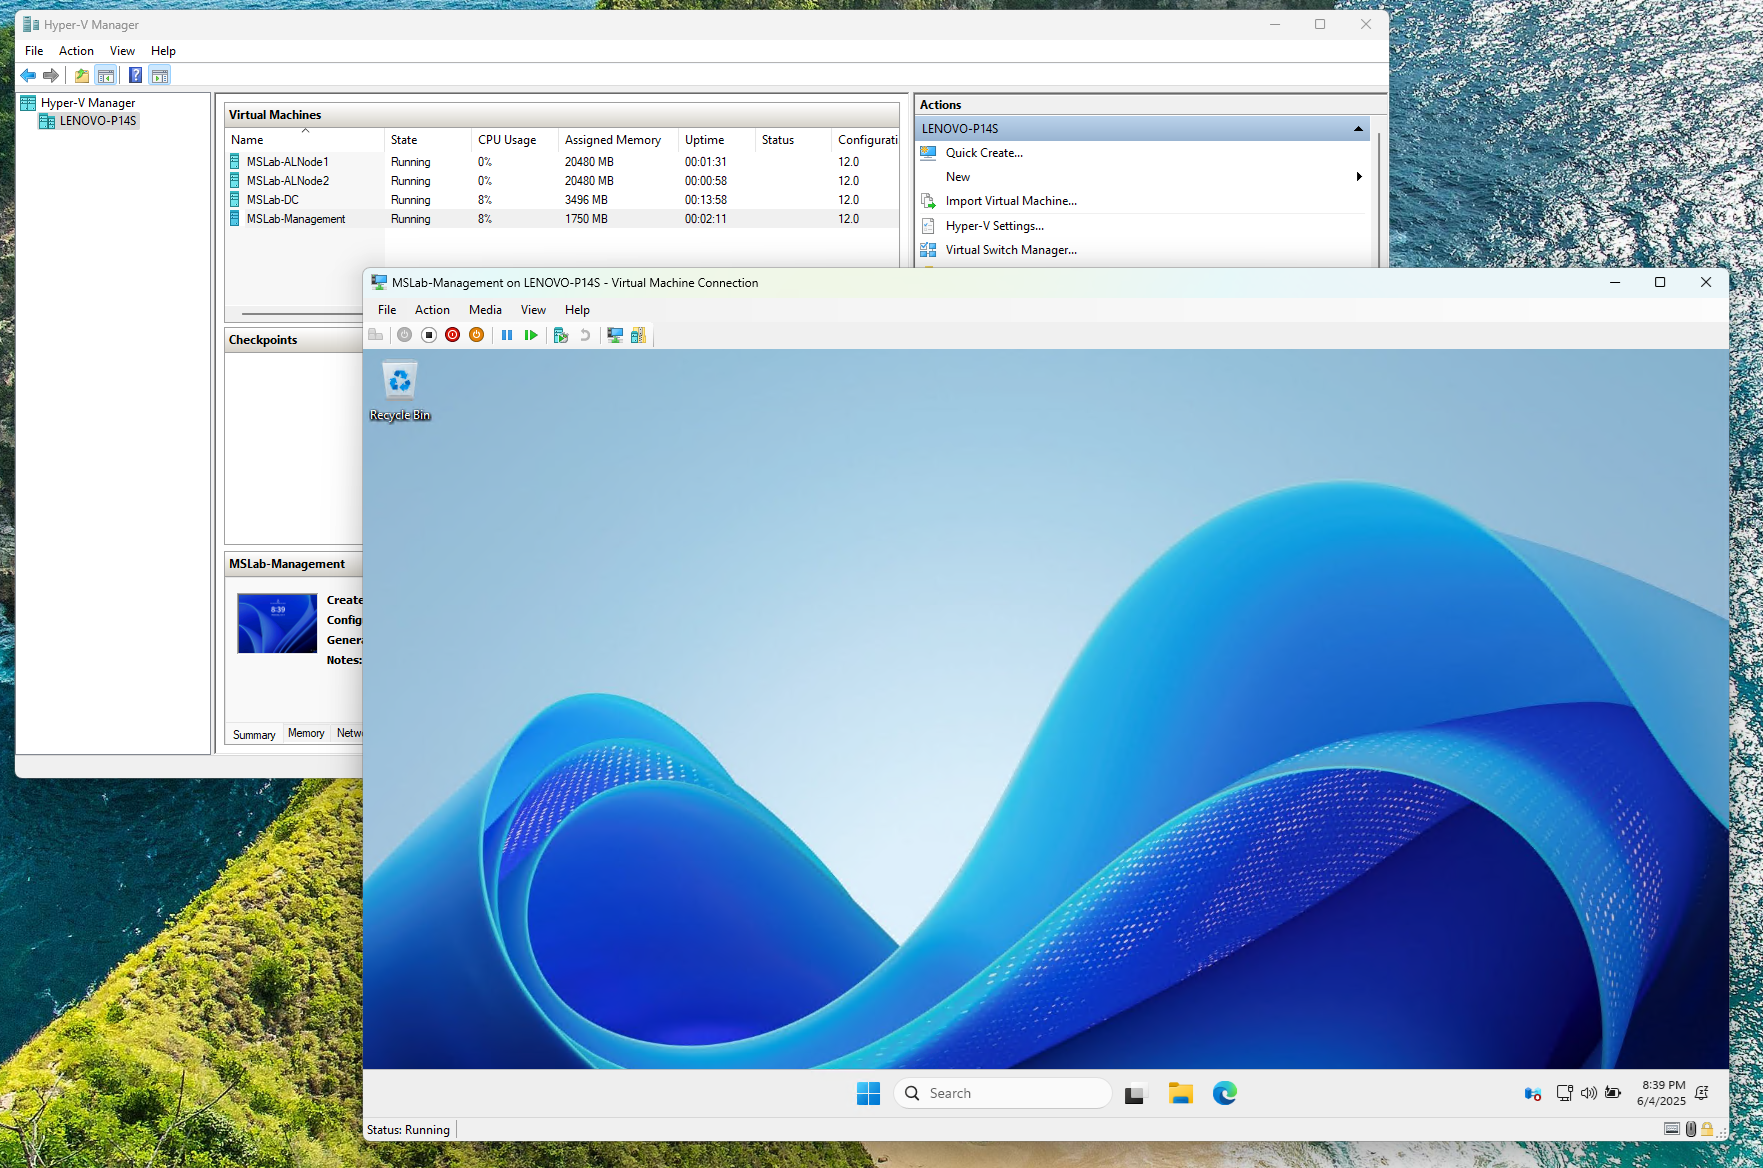 Hyper-V Manager
File Action View Help
Hyper-V Manager
LENOVO-P14S
Virtual Machines
Name State CPU Usage Assigned Memory Uptime Status Configurati
MSLab-ALNode1 Running 0% 20480 MB 00:01:31 12.0
MSLab-ALNode2 Running 0% 20480 MB 00:00:58 12.0
MSLab-DC Running 8% 3496 MB 00:13:58 12.0
MSLab-Management Running 8% 1750 MB 00:02:11 12.0
Checkpoints
MSLab-Management
8:39
Create
Config
Genera
Notes:
Summary Memory Netw
Actions
LENOVO-P14S
Quick Create...
New
Import Virtual Machine...
Hyper-V Settings...
Virtual Switch Manager...
MSLab-Management on LENOVO-P14S - Virtual Machine Connection
File Action Media View Help
Recycle Bin
Search
8:39 PM
6/4/2025
Status: Running